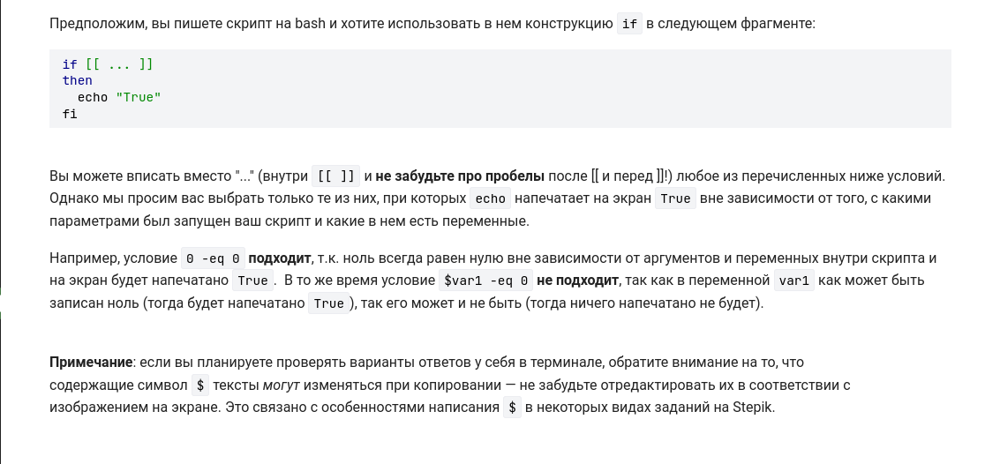 Предположим, вы пишете скрипт на bash и хотите использовать в нем конструкцию if в следующем фрагменте:
if [[ ... ]]
then
  echo "True"
fi
Вы можете вписать вместо "..." (внутри [[ ]] и не забудьте про пробелы после [[ и перед ]]!) любое из перечисленных ниже условий.
Однако мы просим вас выбрать только те из них, при которых echo напечатает на экран True вне зависимости от того, с какими
параметрами был запущен ваш скрипт и какие в нем есть переменные.
Например, условие 0 -eq 0 подходит, т.к. ноль всегда равен нулю вне зависимости от аргументов и переменных внутри скрипта и
на экран будет напечатано True . В то же время условие $var1 -eq 0 не подходит, так как в переменной var1 как может быть
записан ноль (тогда будет напечатано True ), так его может и не быть (тогда ничего напечатано не будет).
Примечание: если вы планируете проверять варианты ответов у себя в терминале, обратите внимание на то, что
содержащие символ $ тексты могут изменяться при копировании — не забудьте отредактировать их в соответствии с
изображением на экране. Это связано с особенностями написания $ в некоторых видах заданий на Stepik.